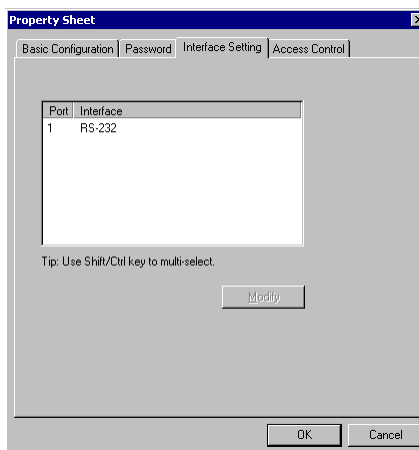 Property Sheet
Basic Configuration Password Interface Setting Access Control
Port Interface
1 RS-232
Tip: Use Shift/Ctrl key to multi-select.
Modify
OK Cancel